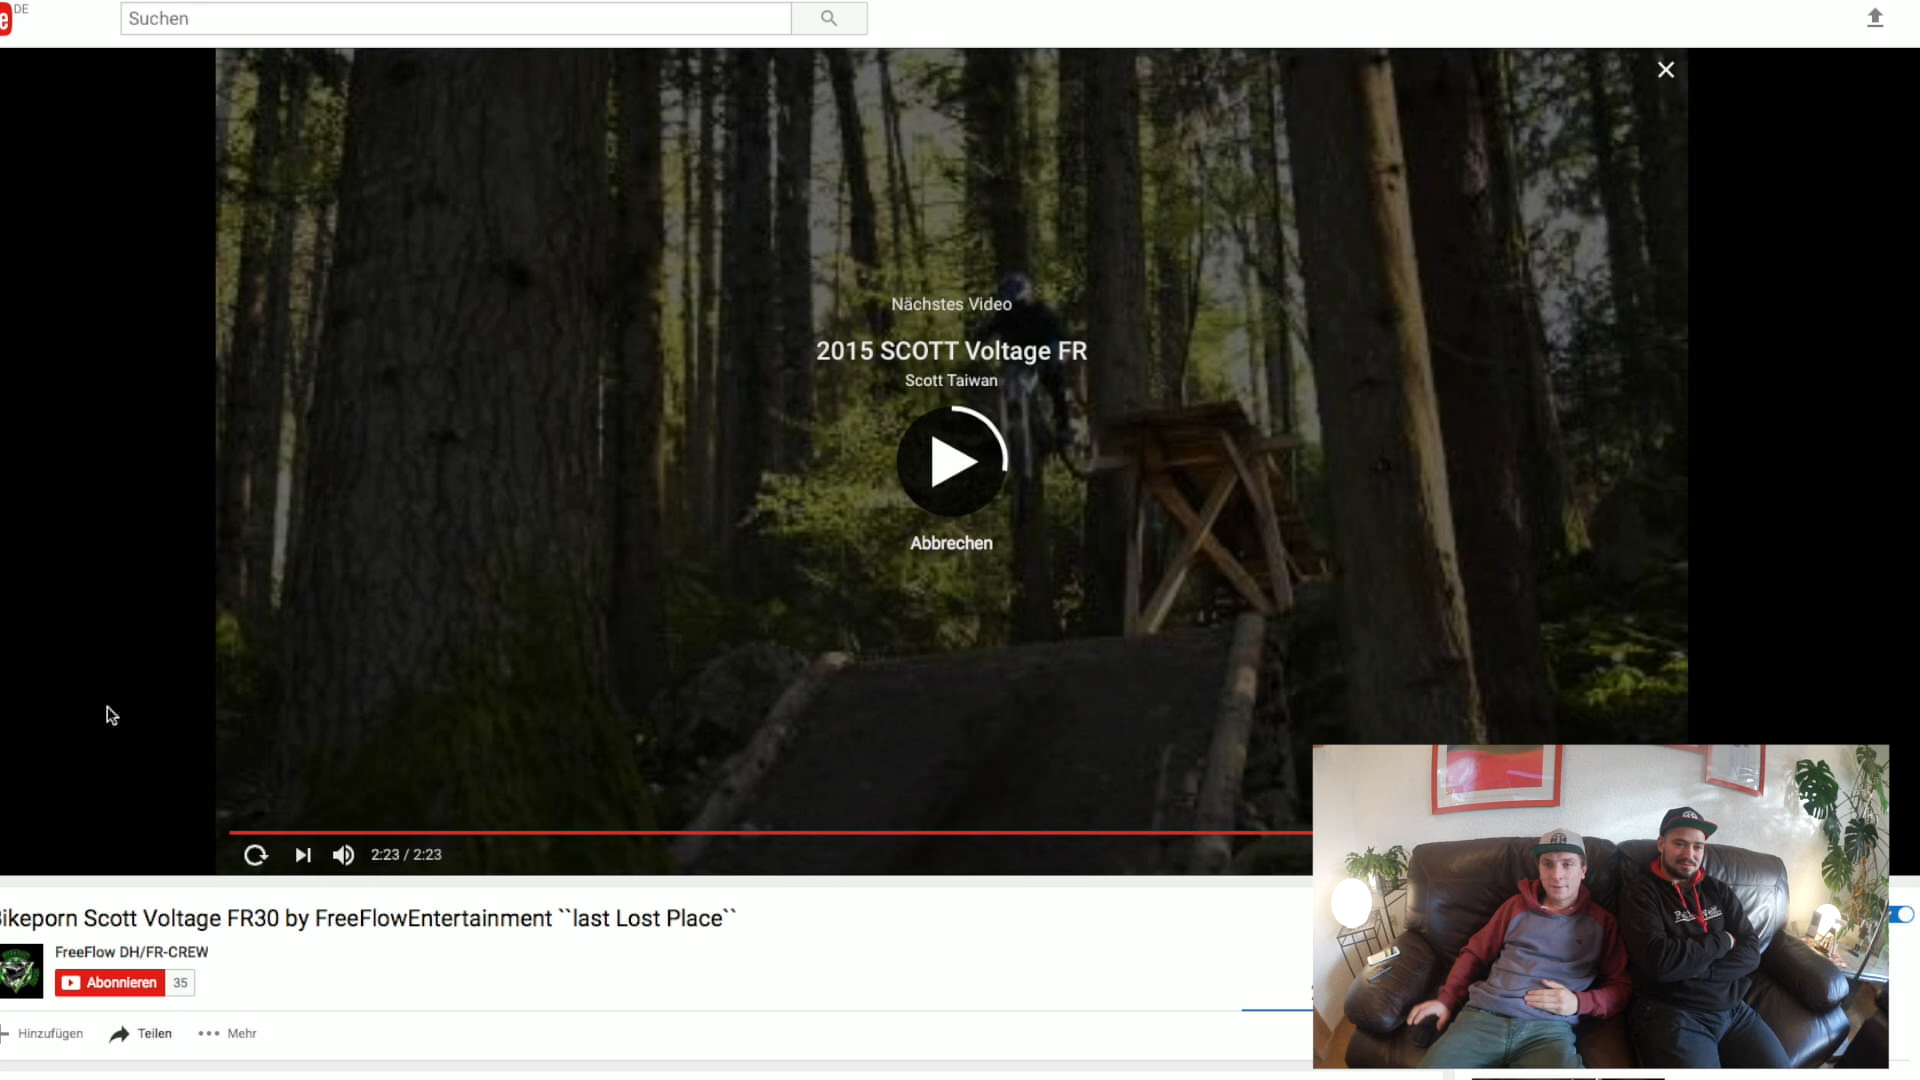 e DE
Suchen
Nächstes Video
2015 SCOTT Voltage FR
Scott Taiwan
Abbrechen
2:23 / 2:23
ikeporn Scott Voltage FR30 by FreeFlowEntertainment ``last Lost Place``
FreeFlow DH/FR-CREW
Abonnieren 35
Hinzufügen Teilen Mehr